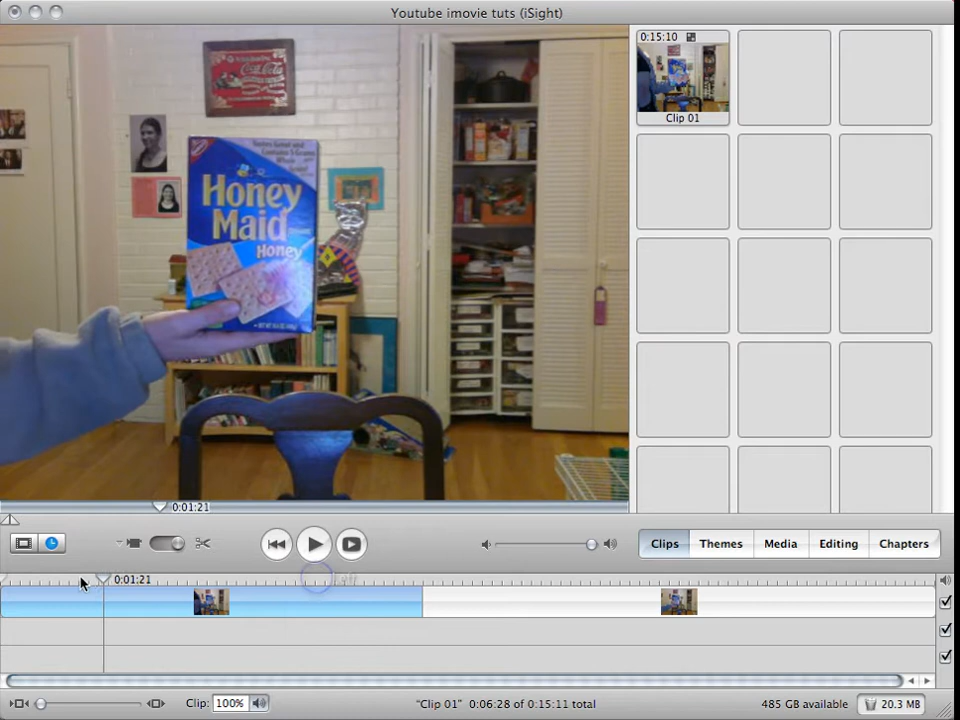 Youtube imovie tuts (iSight)
Coca-Cola
Honey
Maid
Honey
0:15:10
Clip 01
0:01:21
Clips
Themes
Media
Editing
Chapters
0:01:21
Clip: 100%
"Clip 01" 0:06:28 of 0:15:11 total
485 GB available
20.3 MB